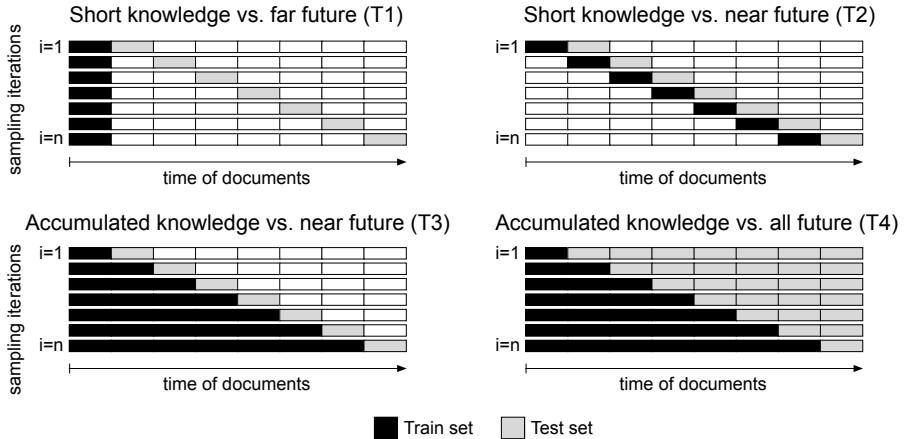 Short knowledge vs. far future (T1)
i=1
sampling iterations
i=n
time of documents
Short knowledge vs. near future (T2)
i=1
i=n
time of documents
Accumulated knowledge vs. near future (T3)
i=1
sampling iterations
i=n
time of documents
Accumulated knowledge vs. all future (T4)
i=1
i=n
time of documents
Train set
Test set